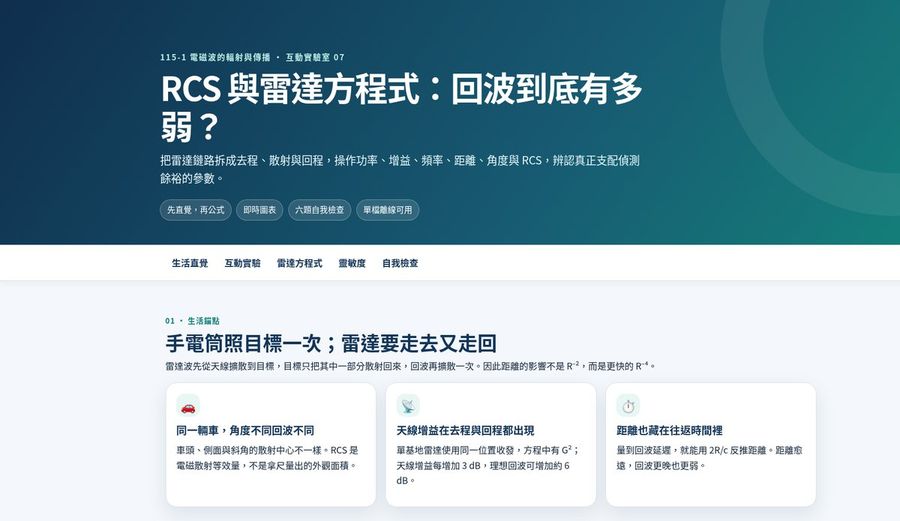 115-1 電磁波的輻射與傳播 · 互動實驗室 07
RCS 與雷達方程式：回波到底有多
弱？
把雷達鏈路拆成去程、散射與回程，操作功率、增益、頻率、距離、角度與 RCS，辨認真正支配偵測
餘裕的參數。
先直覺，再公式
即時圖表
六題自我檢查
單檔離線可用
生活直覺
互動實驗
雷達方程式
靈敏度
自我檢查
01 · 生活錨點
手電筒照目標一次；雷達要走去又走回
雷達波先從天線擴散到目標，目標只把其中一部分散射回來，回波再擴散一次。因此距離的影響不是 R⁻²，而是更快的 R⁻⁴。
同一輛車，角度不同回波不同
車頭、側面與斜角的散射中心不一樣。RCS 是
電磁散射等效量，不是拿尺量出的外觀面積。
天線增益在去程與回程都出現
單基地雷達使用同一位置收發，方程中有 G²；
天線增益每增加 3 dB，理想回波可增加約 6
dB。
距離也藏在往返時間裡
量到回波延遲，就能用 2R/c 反推距離。距離愈
遠，回波更晚也更弱。